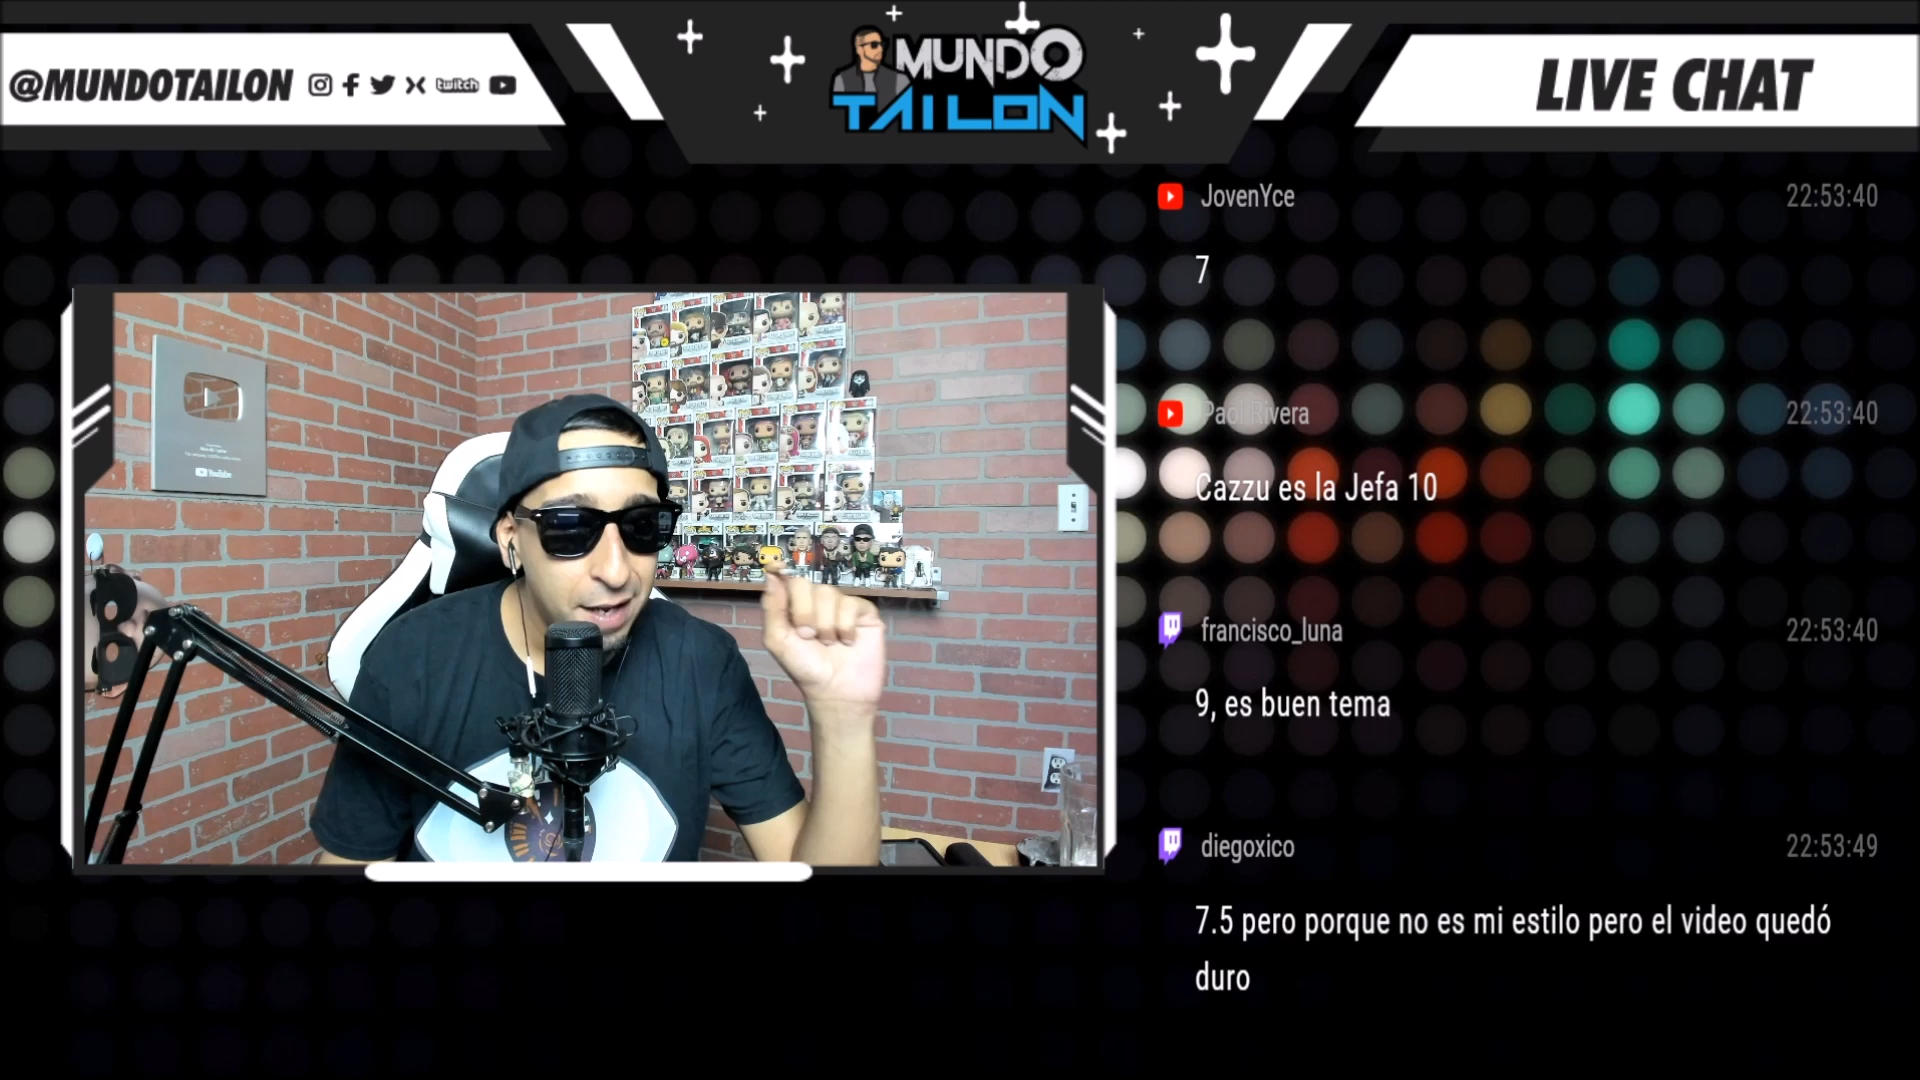 @MUNDOTAILON
twitch
MUNDO
TAILON
LIVE CHAT
JovenYce 22:53:40
7
Paol Rivera 22:53:40
Cazzu es la Jefa 10
francisco_luna 22:53:40
9, es buen tema
diegoxico 22:53:49
7.5 pero porque no es mi estilo pero el video quedó
duro
YouTube